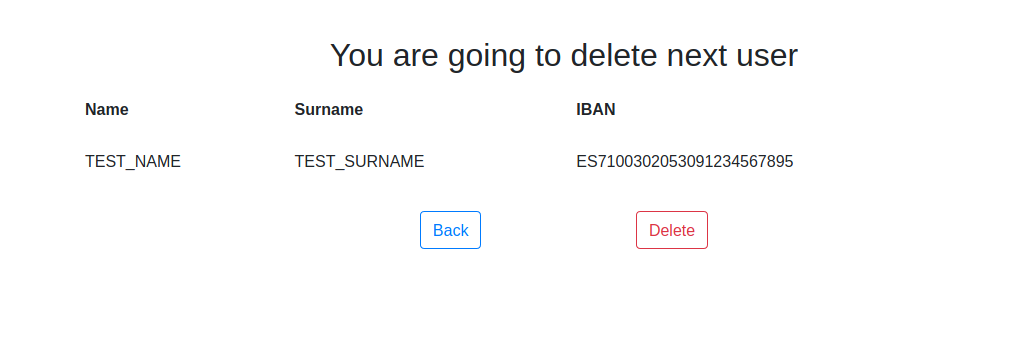 You are going to delete next user
Name Surname IBAN
TEST_NAME TEST_SURNAME ES7100302053091234567895
Back Delete